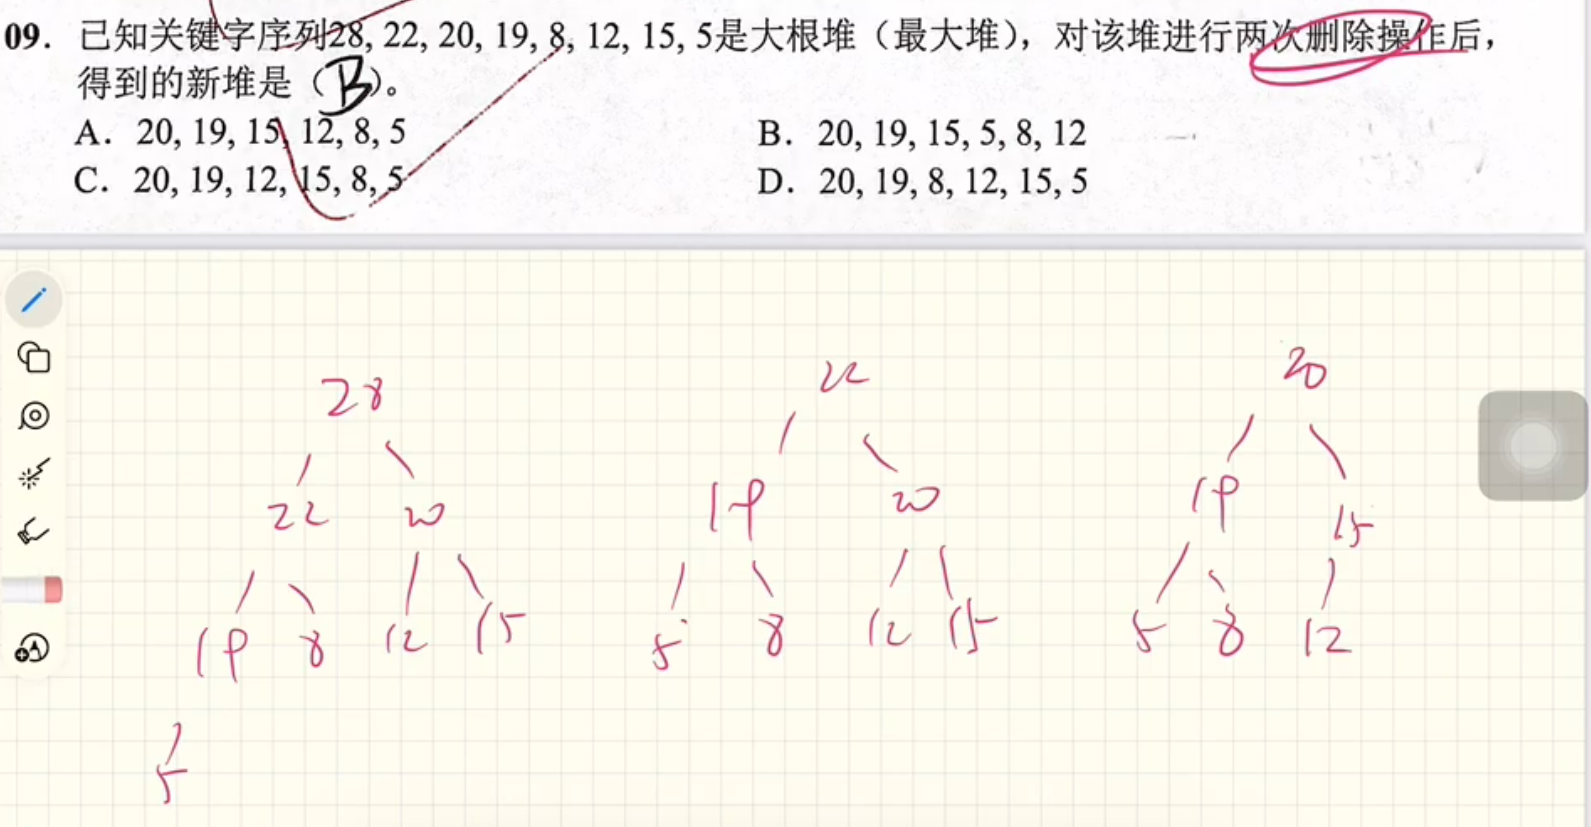 09. 已知关键字序列28, 22, 20, 19, 8, 12, 15, 5是大根堆（最大堆），对该堆进行两次删除操作后，
得到的新堆是（B）。
A. 20, 19, 15, 12, 8, 5
B. 20, 19, 15, 5, 8, 12
C. 20, 19, 12, 15, 8, 5
D. 20, 19, 8, 12, 15, 5
28
22 20
19 8 12 15
5
22
19 20
5 8 12 15
20
19 15
5 8 12